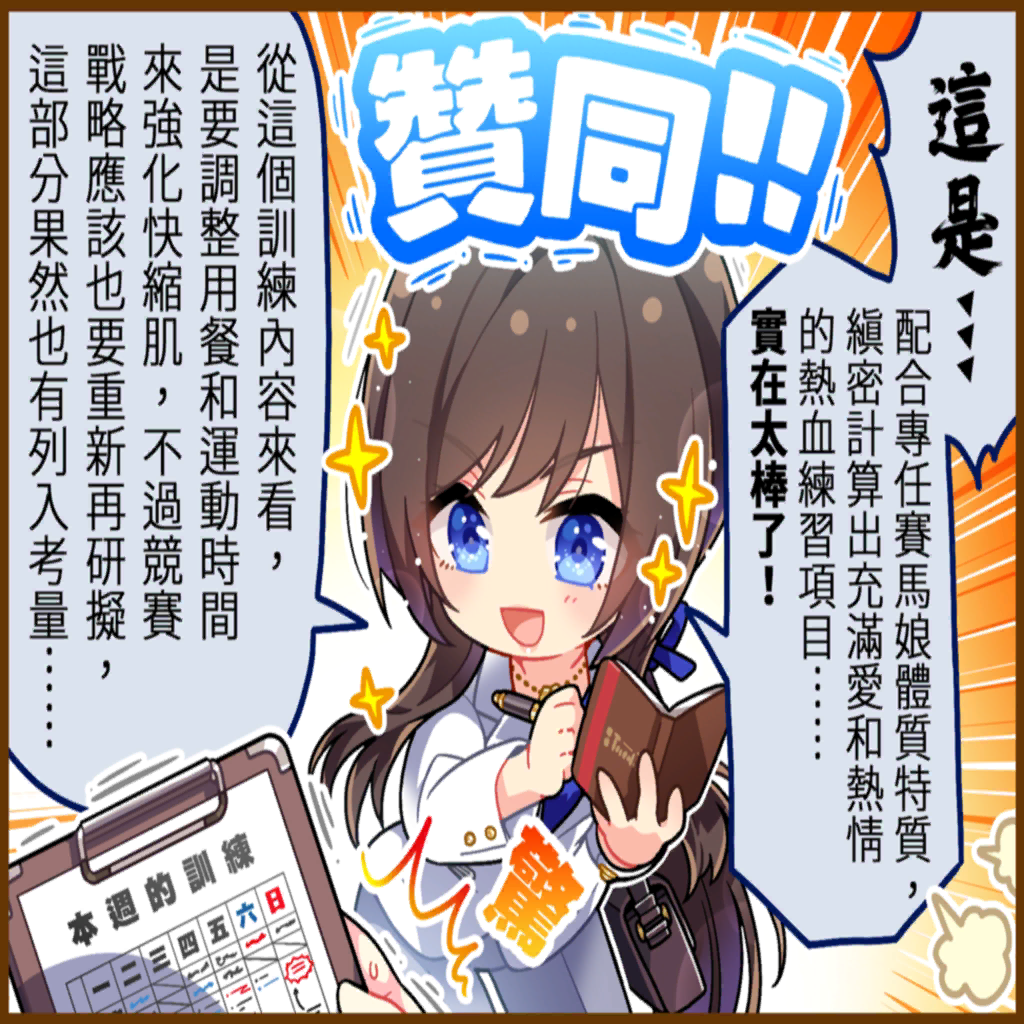 這是……
配合專任賽馬娘體質特質，
縝密計算出充滿愛和熱情
的熱血練習項目……
實在太棒了！
贊同!!
從這個訓練內容來看，
是要調整用餐和運動時間
來強化快縮肌，不過競賽
戰略應該也要重新再研擬，
這部分果然也有列入考量……
驚
本週的訓練
一 二 三 四 五 六 日